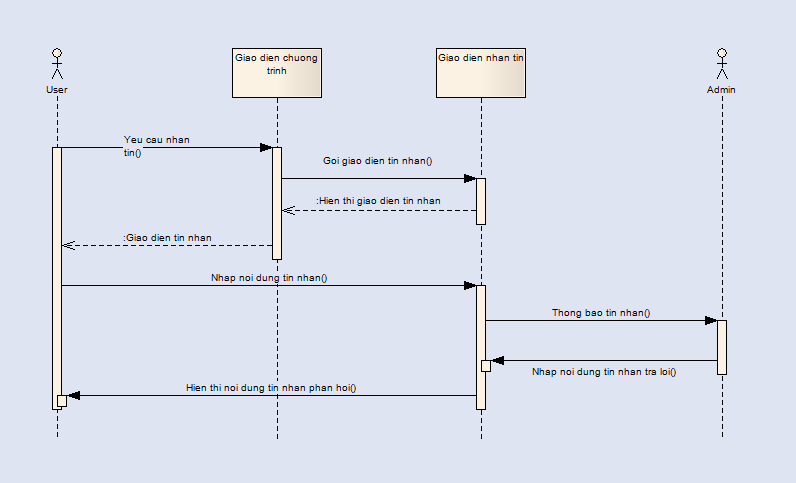 Giao dien chuong
trinh
Giao dien nhan tin
User
Admin
Yeu cau nhan
tin()
Goi giao dien tin nhan()
:Hien thi giao dien tin nhan
:Giao dien tin nhan
Nhap noi dung tin nhan()
Thong bao tin nhan()
Nhap noi dung tin nhan tra loi()
Hien thi noi dung tin nhan phan hoi()